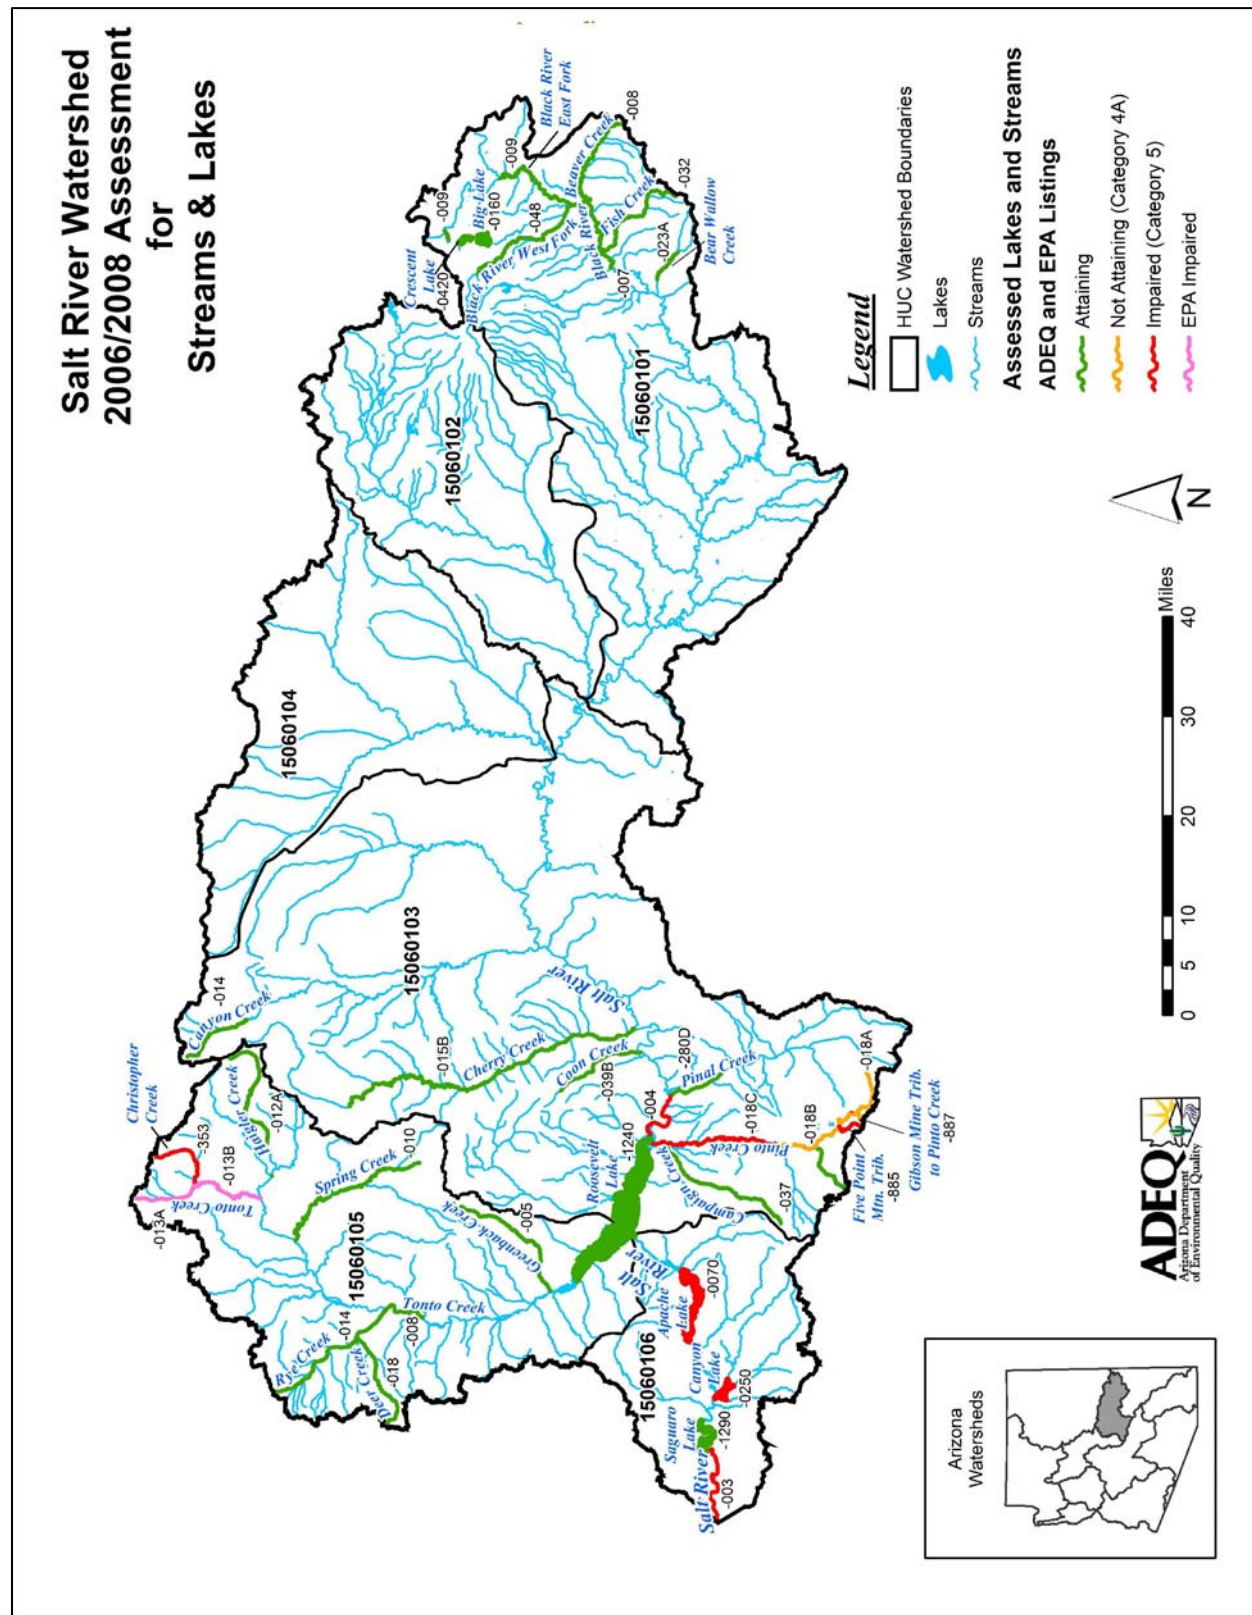 Salt River Watershed
2006/2008 Assessment
for
Streams & Lakes
Christopher
Creek
-353
-013A
-013B
Tonto Creek
Haigler Creek
-012A
Canyon Creek
-014
Spring Creek
-010
15060105
Rye Creek
-014
Deer Creek
-018
-008
Tonto Creek
Greenback Creek
-005
15060103
-015B
Cherry Creek
Coon Creek
-039B
Salt River
15060104
15060102
15060101
Crescent
Lake
-0420
-009
Big Lake
-0160
-009
Black River
East Fork
-048
Black River West Fork
Beaver Creek
-008
Black River
-007
Fish Creek
-032
-023A
Bear Wallow
Creek
Roosevelt
Lake
-1240
-004
-280D
Pinal Creek
-018C
Pinto Creek
Campaign Creek
-037
-018B
-018A
Five Point
Mtn. Trib.
-885
Gibson Mine Trib.
to Pinto Creek
-887
15060106
Salt
River
Apache
Lake
-0070
Canyon
Lake
-0250
Saguaro
Lake
-1290
Salt River
-003
Legend
HUC Watershed Boundaries
Lakes
Streams
Assessed Lakes and Streams
ADEQ and EPA Listings
Attaining
Not Attaining (Category 4A)
Impaired (Category 5)
EPA Impaired
N
0 5 10 20 30 40
Miles
ADEQ
Arizona Department
of Environmental Quality
Arizona
Watersheds